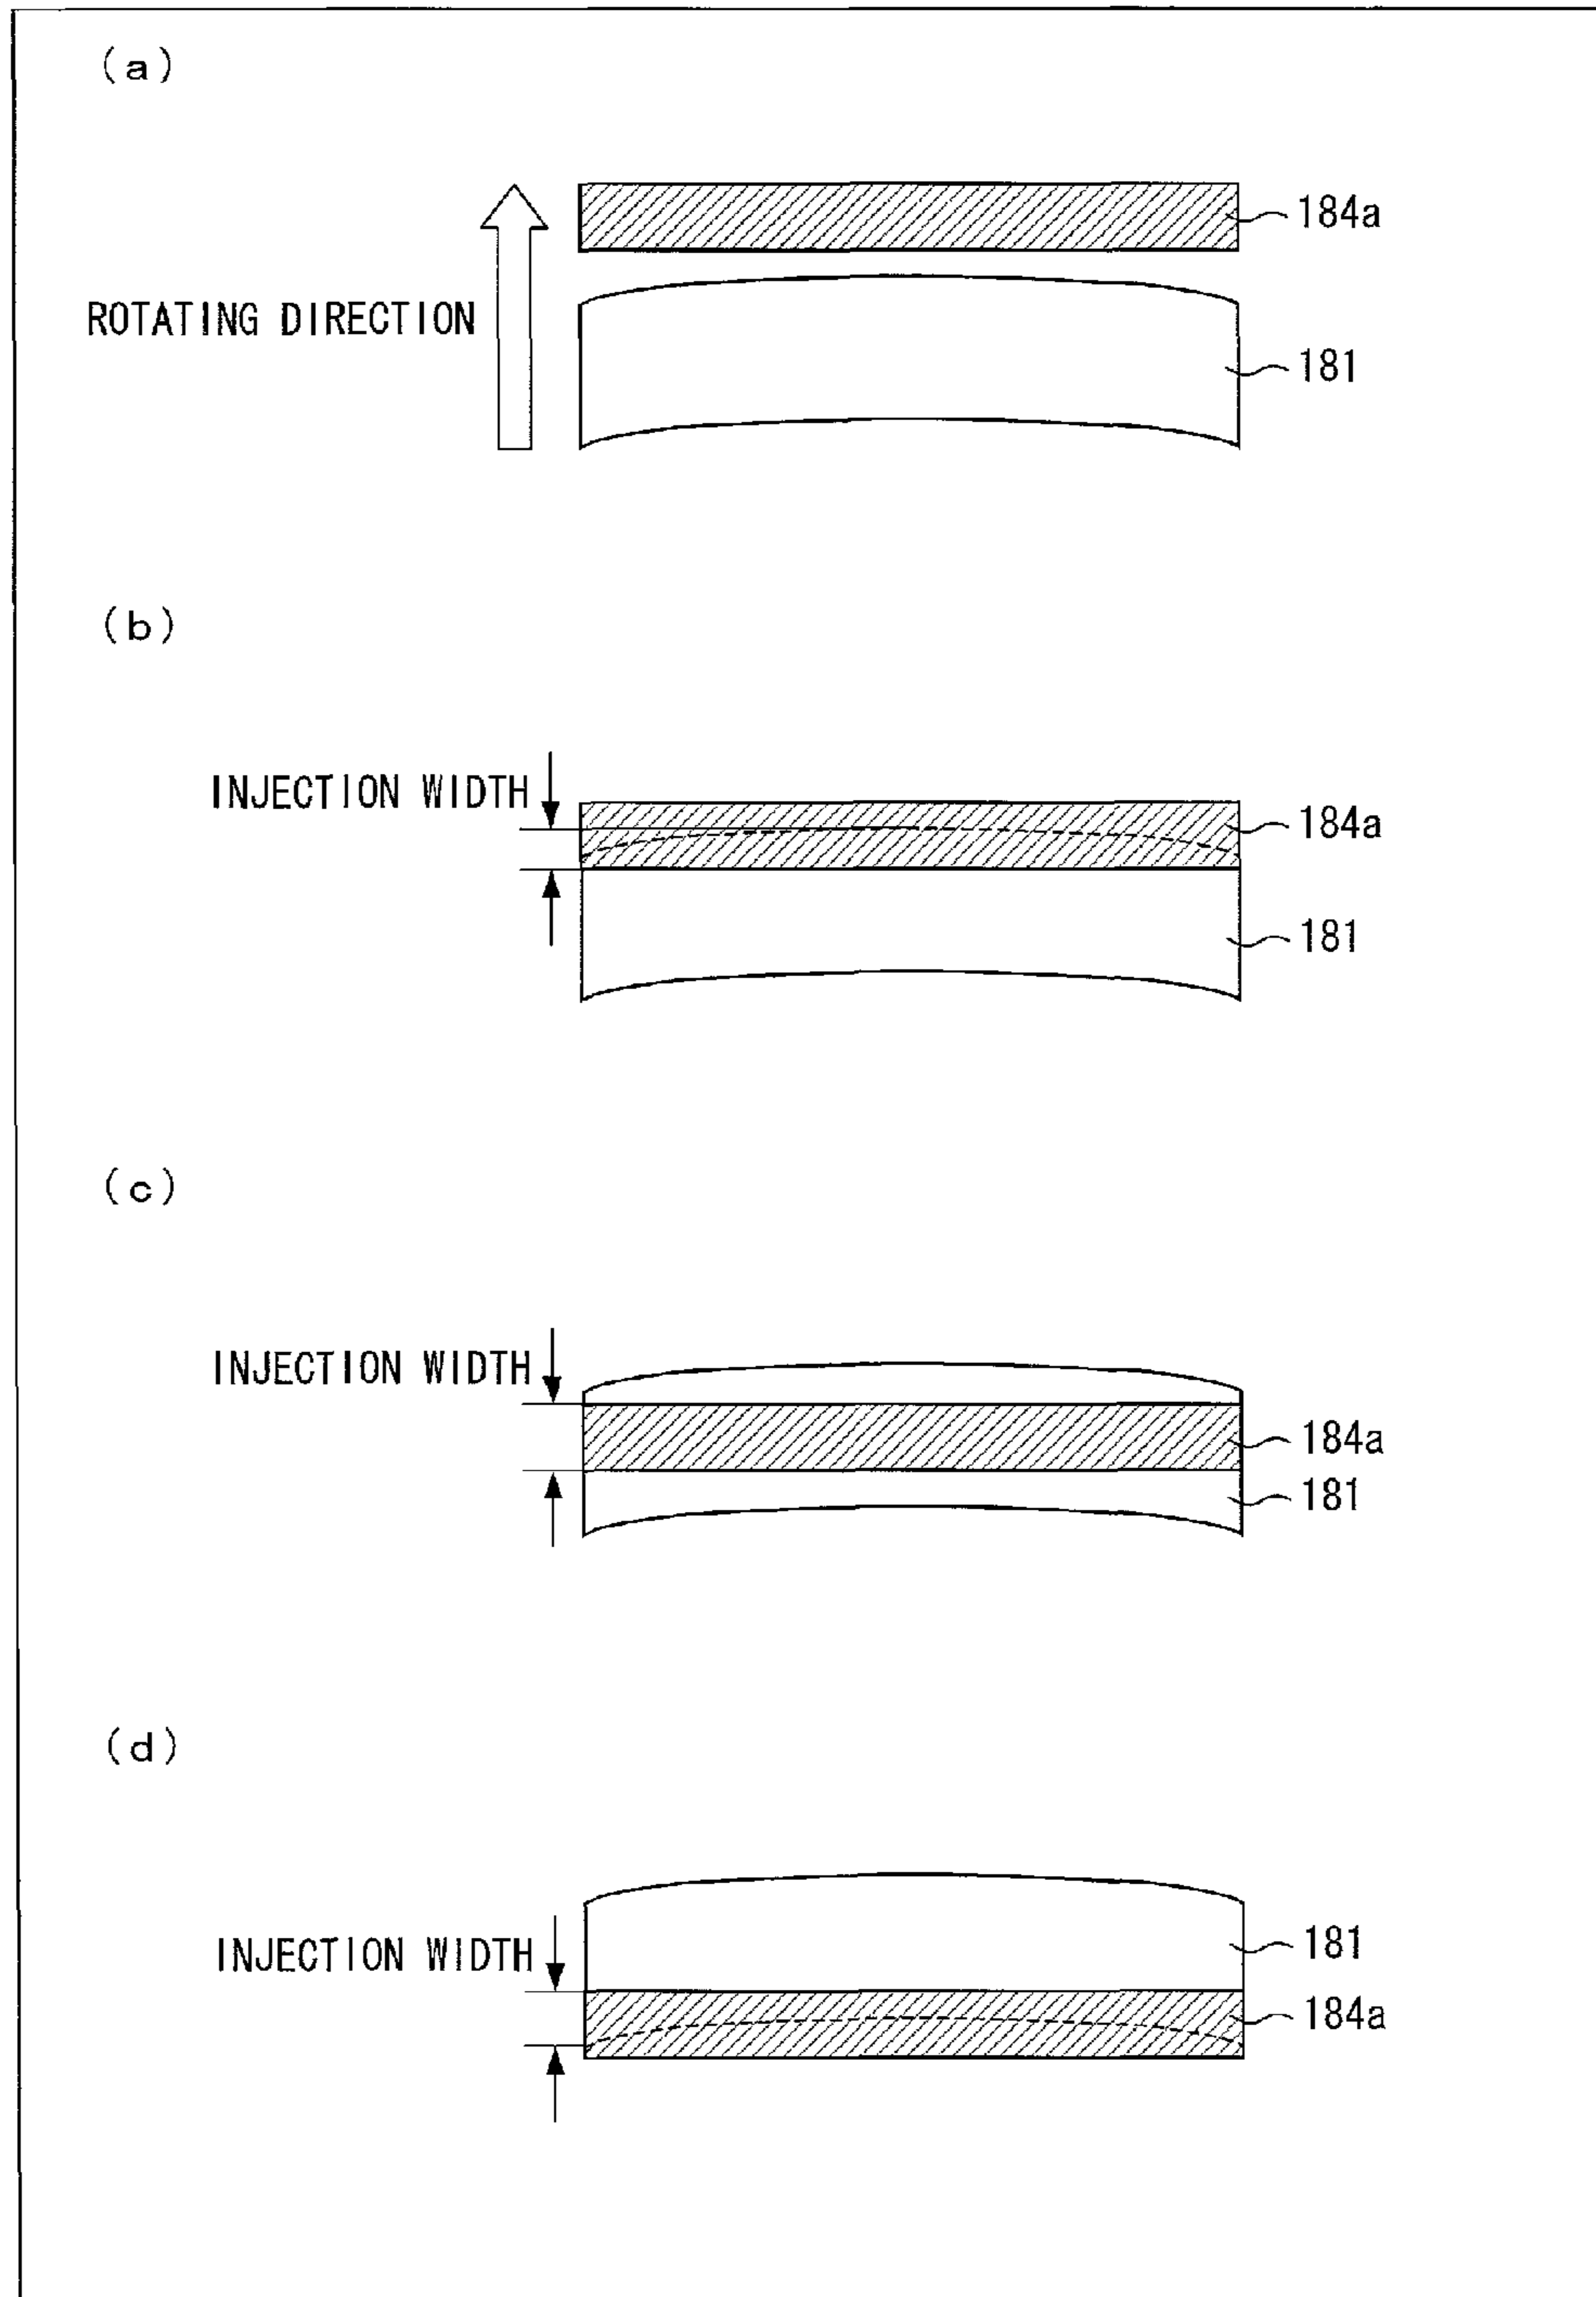 (a)
184a
ROTATING DIRECTION
181
(b)
INJECTION WIDTH
184a
181
(c)
INJECTION WIDTH
184a
181
(d)
INJECTION WIDTH
181
184a